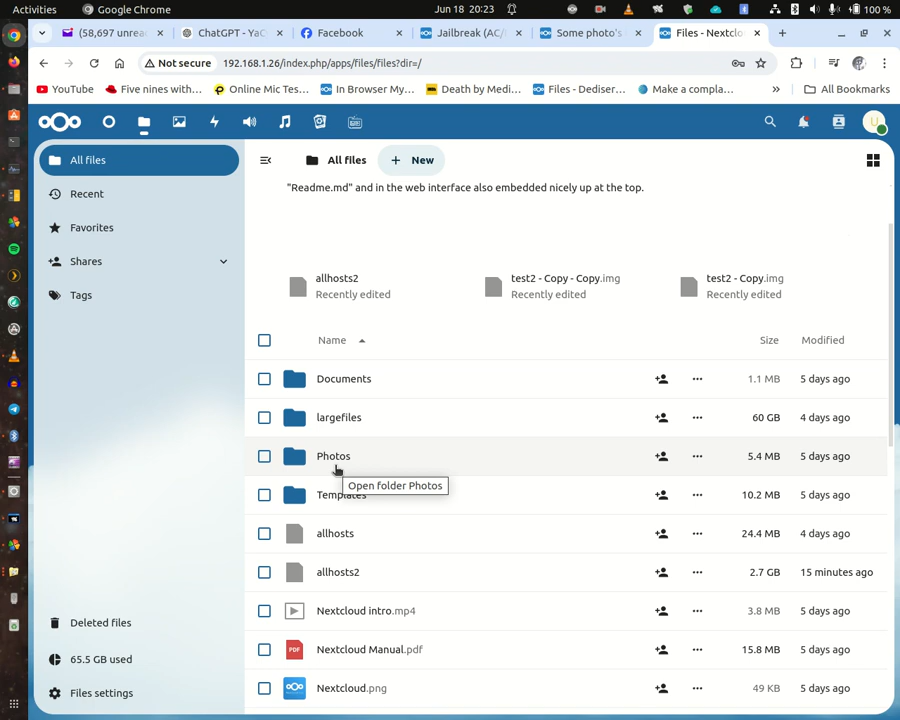 Activities
Google Chrome
Jun 18 20:23
100 %
(58,697 unrea
ChatGPT - YaC
Facebook
Jailbreak (AC/
Some photo's
Files - Nextclo
Not secure
192.168.1.26/index.php/apps/files/files?dir=/
YouTube
Five nines with...
Online Mic Tes...
In Browser My...
Death by Medi...
Files - Dediser...
Make a compla...
All Bookmarks
U
All files
Recent
Favorites
Shares
Tags
Deleted files
65.5 GB used
Files settings
All files
New
"Readme.md" and in the web interface also embedded nicely up at the top.
allhosts2
Recently edited
test2 - Copy - Copy.img
Recently edited
test2 - Copy.img
Recently edited
Name Size Modified
Documents 1.1 MB 5 days ago
largefiles 60 GB 4 days ago
Photos 5.4 MB 5 days ago
Open folder Photos
Templates 10.2 MB 5 days ago
allhosts 24.4 MB 4 days ago
allhosts2 2.7 GB 15 minutes ago
Nextcloud intro.mp4 3.8 MB 5 days ago
PDF Nextcloud Manual.pdf 15.8 MB 5 days ago
Nextcloud.png 49 KB 5 days ago